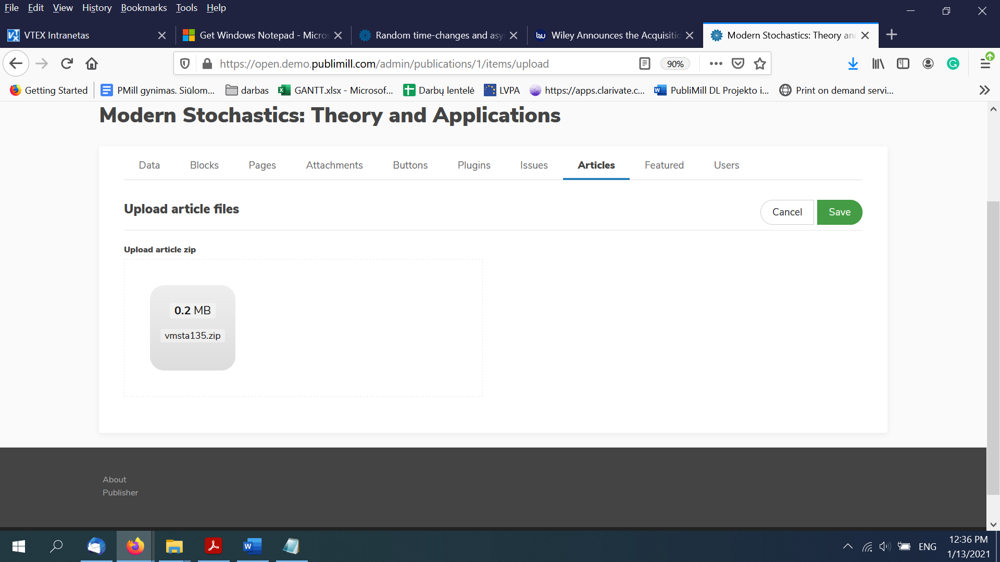 File Edit View History Bookmarks Tools Help
VTEX Intranetas
Get Windows Notepad - Micros
Random time-changes and asy
Wiley Announces the Acquisitio
Modern Stochastics: Theory an
https://open.demo.publimill.com/admin/publications/1/items/upload
90%
Getting Started
PMill gynimas. Siūlom...
darbas
GANTT.xlsx - Microsof...
Darbų lentelė
LVPA
https://apps.clarivate.c...
PubliMill DL Projekto i...
Print on demand servi...
Modern Stochastics: Theory and Applications
Data Blocks Pages Attachments Buttons Plugins Issues Articles Featured Users
Upload article files
Cancel
Save
Upload article zip
0.2 MB
vmsta135.zip
About
Publisher
12:36 PM
ENG
1/13/2021